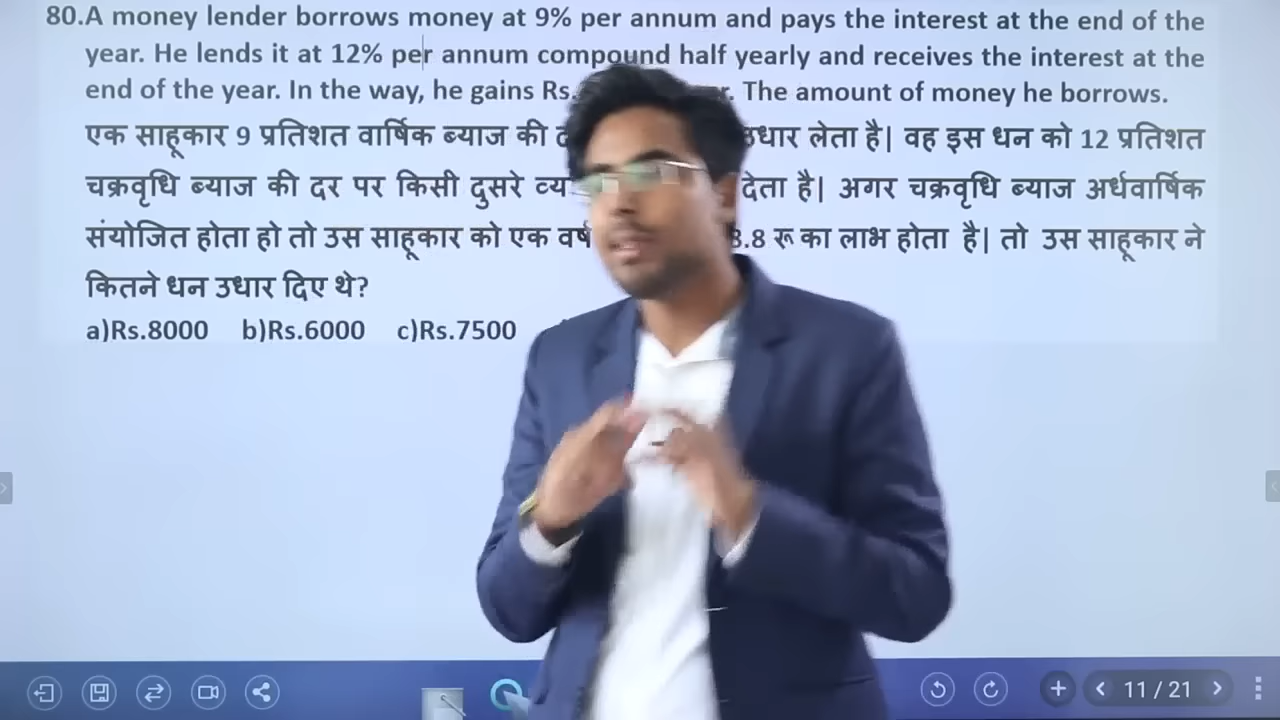 80.A money lender borrows money at 9% per annum and pays the interest at the end of the
year. He lends it at 12% per annum compound half yearly and receives the interest at the
end of the year. In the way, he gains Rs. The amount of money he borrows.
एक साहूकार 9 प्रतिशत वार्षिक ब्याज की उधार लेता है| वह इस धन को 12 प्रतिशत
चक्रवृधि ब्याज की दर पर किसी दुसरे देता है| अगर चक्रवृधि ब्याज अर्धवार्षिक
संयोजित होता हो तो उस साहूकार को एक वर्ष .8 रू का लाभ होता है| तो उस साहूकार ने
कितने धन उधार दिए थे?
a)Rs.8000 b)Rs.6000 c)Rs.7500
11 / 21